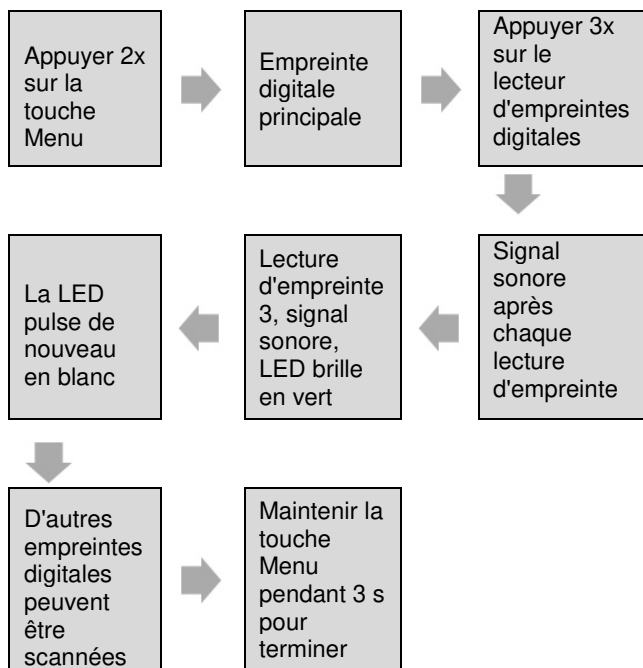 Appuyer 2x
sur la
touche
Menu
Empreinte
digitale
principale
Appuyer 3x
sur le
lecteur
d'empreintes
digitales
Signal
sonore
après
chaque
lecture
d'empreinte
Lecture
d'empreinte
3, signal
sonore,
LED brille
en vert
La LED
pulse de
nouveau
en blanc
D'autres
empreintes
digitales
peuvent
être
scannées
Maintenir la
touche
Menu
pendant 3 s
pour
terminer